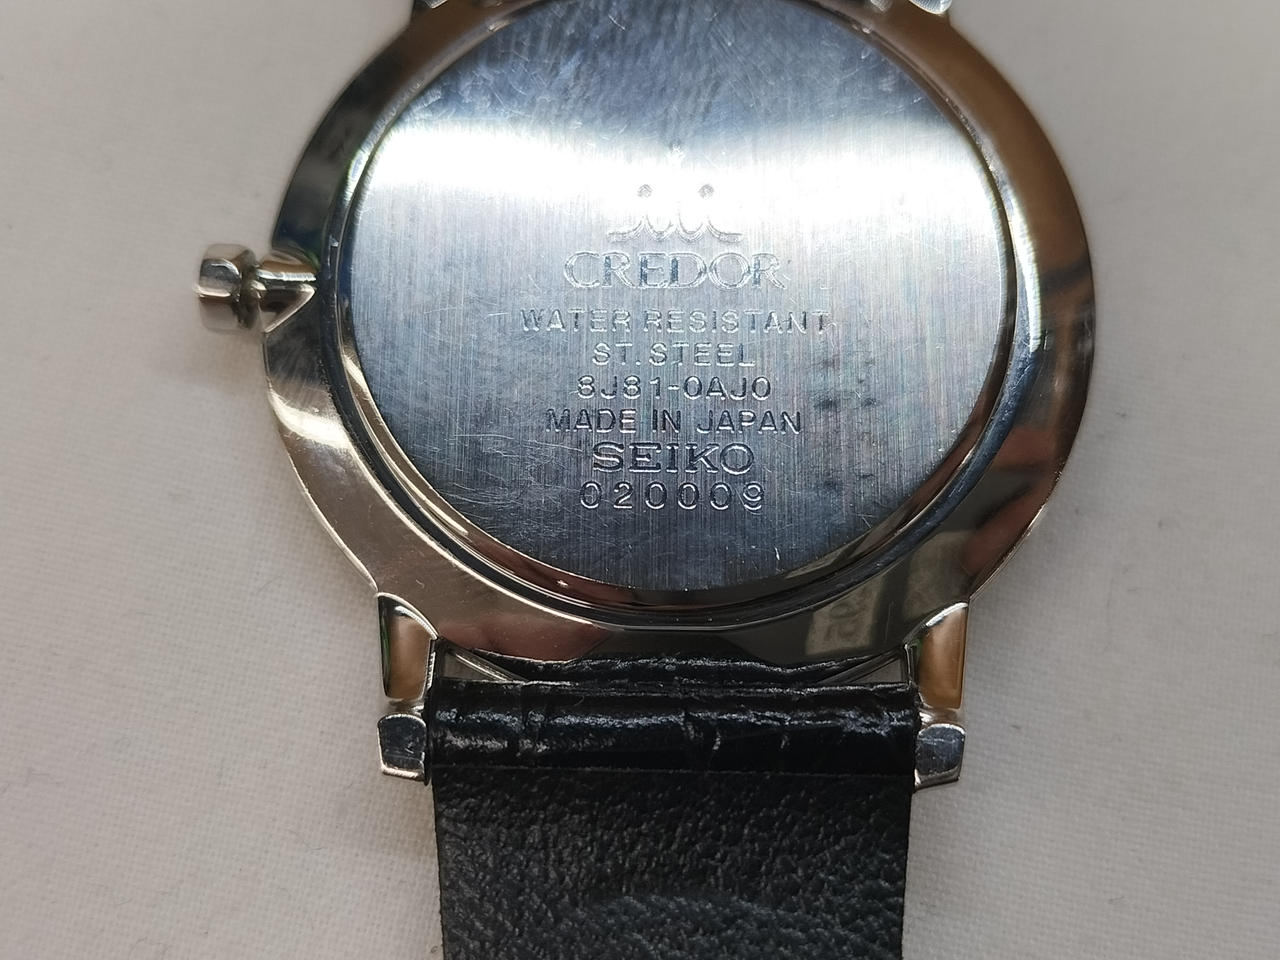 CREDOR
WATER RESISTANT
ST. STEEL
8J81-0AJ0
MADE IN JAPAN
SEIKO
020009